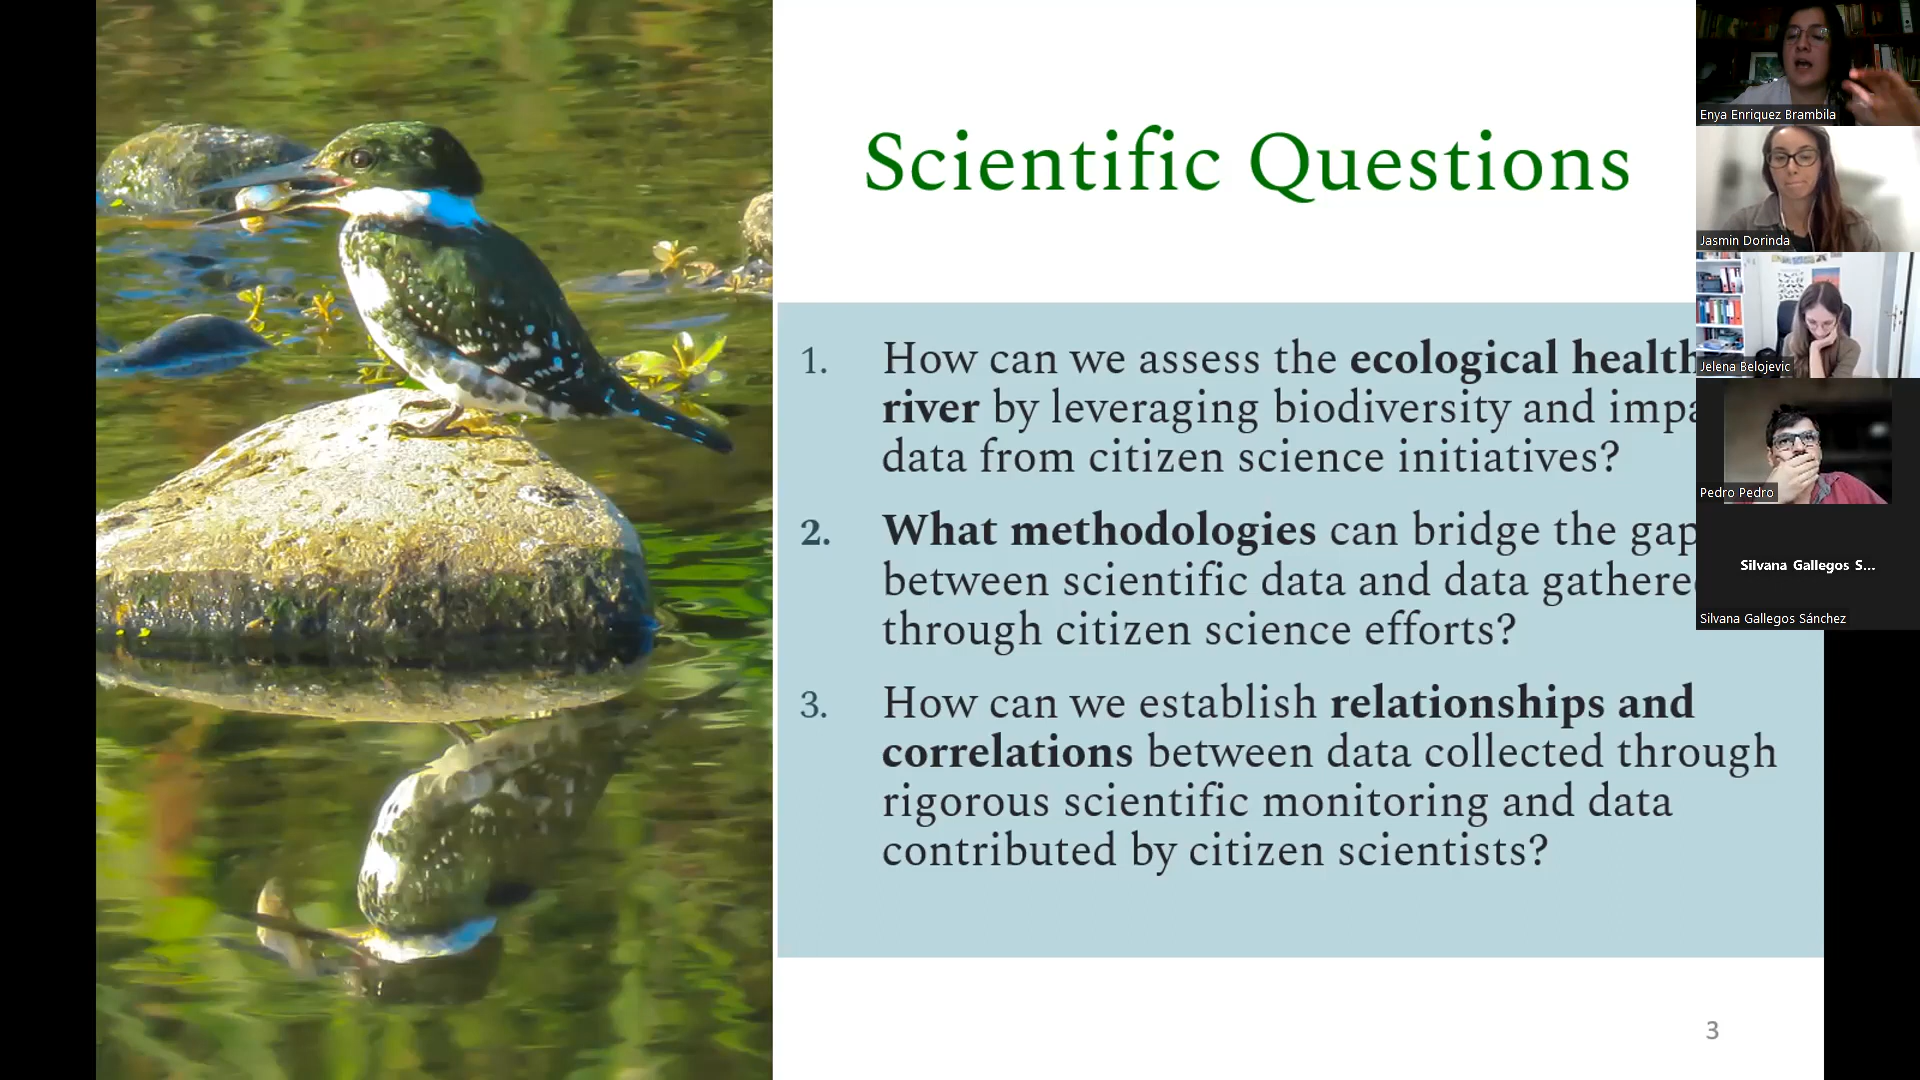 Scientific Questions
1. How can we assess the ecological health
river by leveraging biodiversity and
data from citizen science initiatives?
2. What methodologies can bridge the gap
between scientific data and data
through citizen science efforts?
3. How can we establish relationships and
correlations between data collected through
rigorous scientific monitoring and data
contributed by citizen scientists?
3
Enya Enriquez Brambila
Jasmin Dorinda
Jelena Belojevic
Pedro Pedro
Silvana Gallegos S...
Silvana Gallegos Sánchez